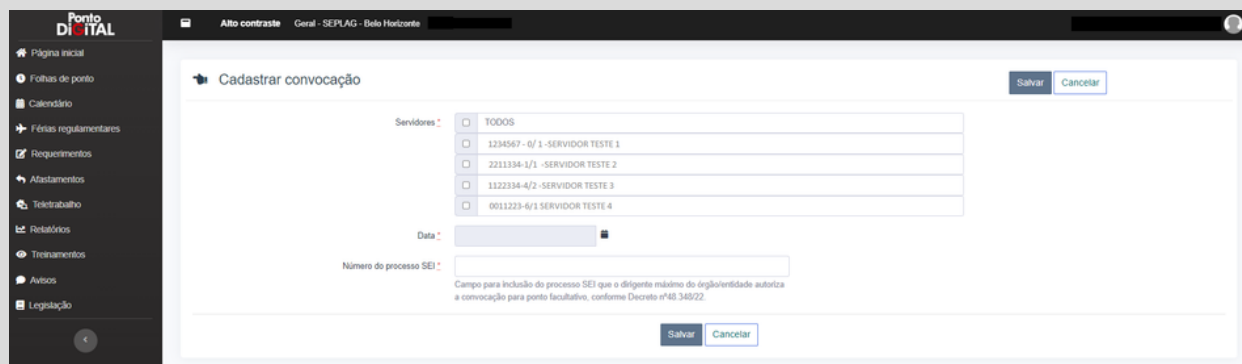 Ponto
DiGiTAL
Alto contraste Geral - SEPLAG - Belo Horizonte
Página inicial
Folhas de ponto
Calendário
Férias regulamentares
Requerimentos
Afastamentos
Teletrabalho
Relatórios
Treinamentos
Avisos
Legislação
Cadastrar convocação
Salvar Cancelar
Servidores *
TODOS
1234567 - 0/ 1 -SERVIDOR TESTE 1
2211334-1/1 -SERVIDOR TESTE 2
1122334-4/2 -SERVIDOR TESTE 3
0011223-6/1 SERVIDOR TESTE 4
Data *
Número do processo SEI *
Campo para inclusão do processo SEI que o dirigente máximo do órgão/entidade autoriza
a convocação para ponto facultativo, conforme Decreto nº48.348/22.
Salvar Cancelar